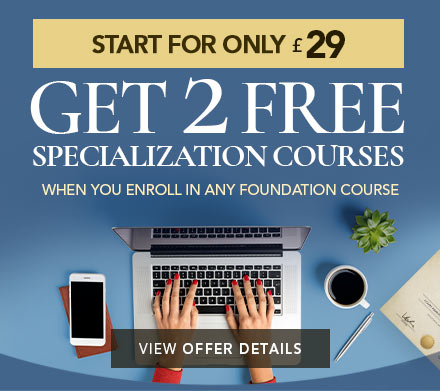 START FOR ONLY £29
GET 2 FREE
SPECIALIZATION COURSES
WHEN YOU ENROLL IN ANY FOUNDATION COURSE
VIEW OFFER DETAILS